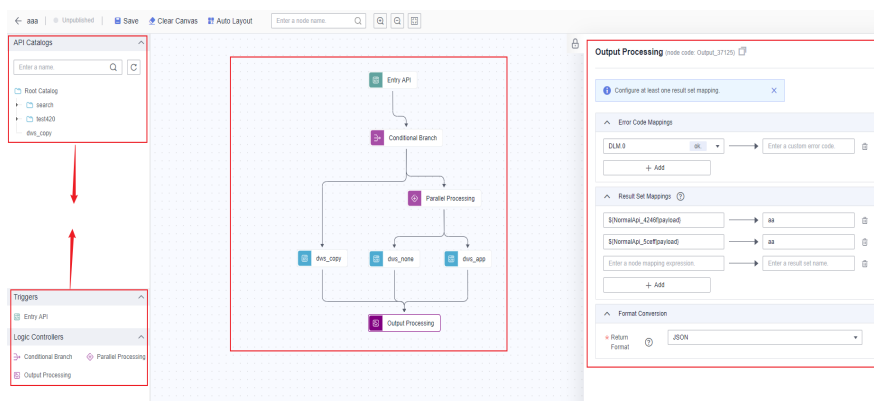 aaa
Unpublished
Save
Clear Canvas
Auto Layout
Enter a node name.
API Catalogs
Enter a name.
Root Catalog
search
test420
dws_copy
Triggers
Entry API
Logic Controllers
Conditional Branch
Parallel Processing
Output Processing
Entry API
Conditional Branch
Parallel Processing
dws_copy
dws_none
dws_app
Output Processing
Output Processing (node code: Output_37125)
Configure at least one result set mapping.
Error Code Mappings
DLM.0
ok
Enter a custom error code.
+ Add
Result Set Mappings
${NormalApi_4246f|payload}
aa
${NormalApi_5ceff|payload}
aa
Enter a node mapping expression.
Enter a result set name.
+ Add
Format Conversion
* Return
Format
JSON